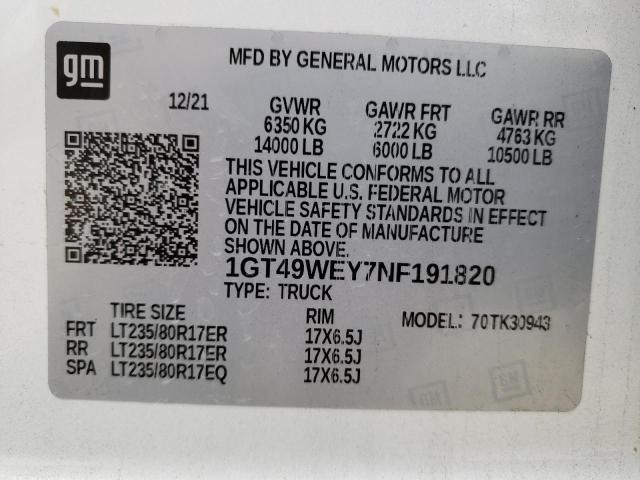 gm
MFD BY GENERAL MOTORS LLC
12/21 GVWR GAWR FRT GAWR RR
6350 KG 2722 KG 4763 KG
14000 LB 6000 LB 10500 LB
THIS VEHICLE CONFORMS TO ALL
APPLICABLE U.S. FEDERAL MOTOR
VEHICLE SAFETY STANDARDS IN EFFECT
ON THE DATE OF MANUFACTURE
SHOWN ABOVE.
1GT49WEY7NF191820
TYPE: TRUCK
TIRE SIZE RIM MODEL: 70TK30943
FRT LT235/80R17ER 17X6.5J
RR LT235/80R17ER 17X6.5J
SPA LT235/80R17EQ 17X6.5J